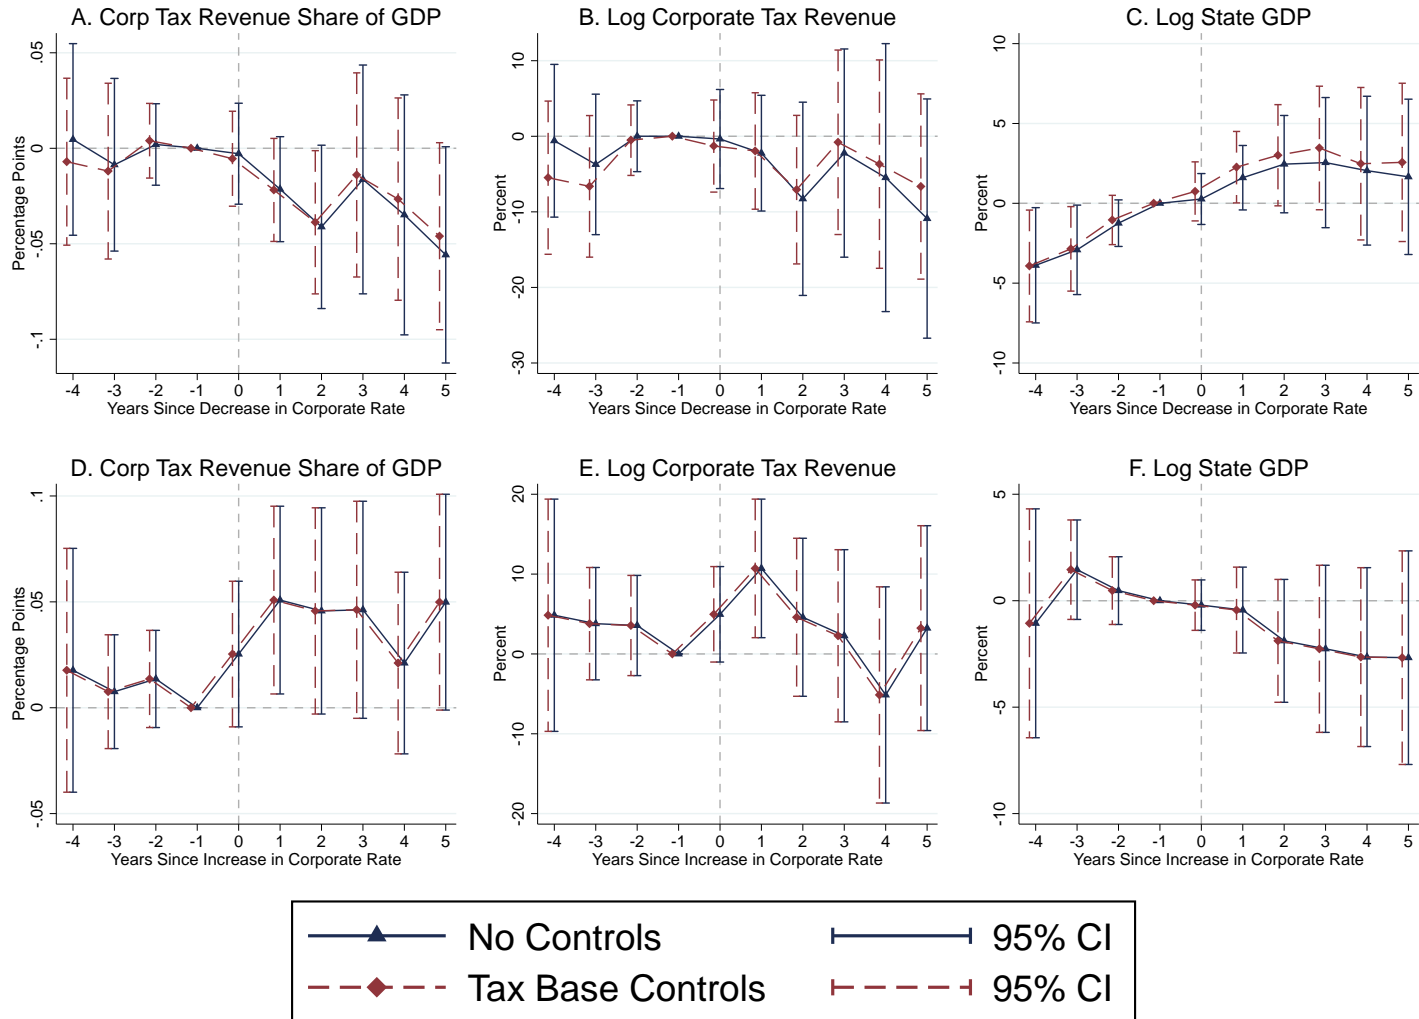 A. Corp Tax Revenue Share of GDP
Percentage Points
.05
0
-.05
-.1
-4 -3 -2 -1 0 1 2 3 4 5
Years Since Decrease in Corporate Rate
B. Log Corporate Tax Revenue
Percent
10
0
-10
-20
-30
-4 -3 -2 -1 0 1 2 3 4 5
Years Since Decrease in Corporate Rate
C. Log State GDP
Percent
10
5
0
-5
-10
-4 -3 -2 -1 0 1 2 3 4 5
Years Since Decrease in Corporate Rate
D. Corp Tax Revenue Share of GDP
Percentage Points
.1
.05
0
-.05
-4 -3 -2 -1 0 1 2 3 4 5
Years Since Increase in Corporate Rate
E. Log Corporate Tax Revenue
Percent
20
10
0
-10
-20
-4 -3 -2 -1 0 1 2 3 4 5
Years Since Increase in Corporate Rate
F. Log State GDP
Percent
5
0
-5
-10
-4 -3 -2 -1 0 1 2 3 4 5
Years Since Increase in Corporate Rate
No Controls 95% CI
Tax Base Controls 95% CI